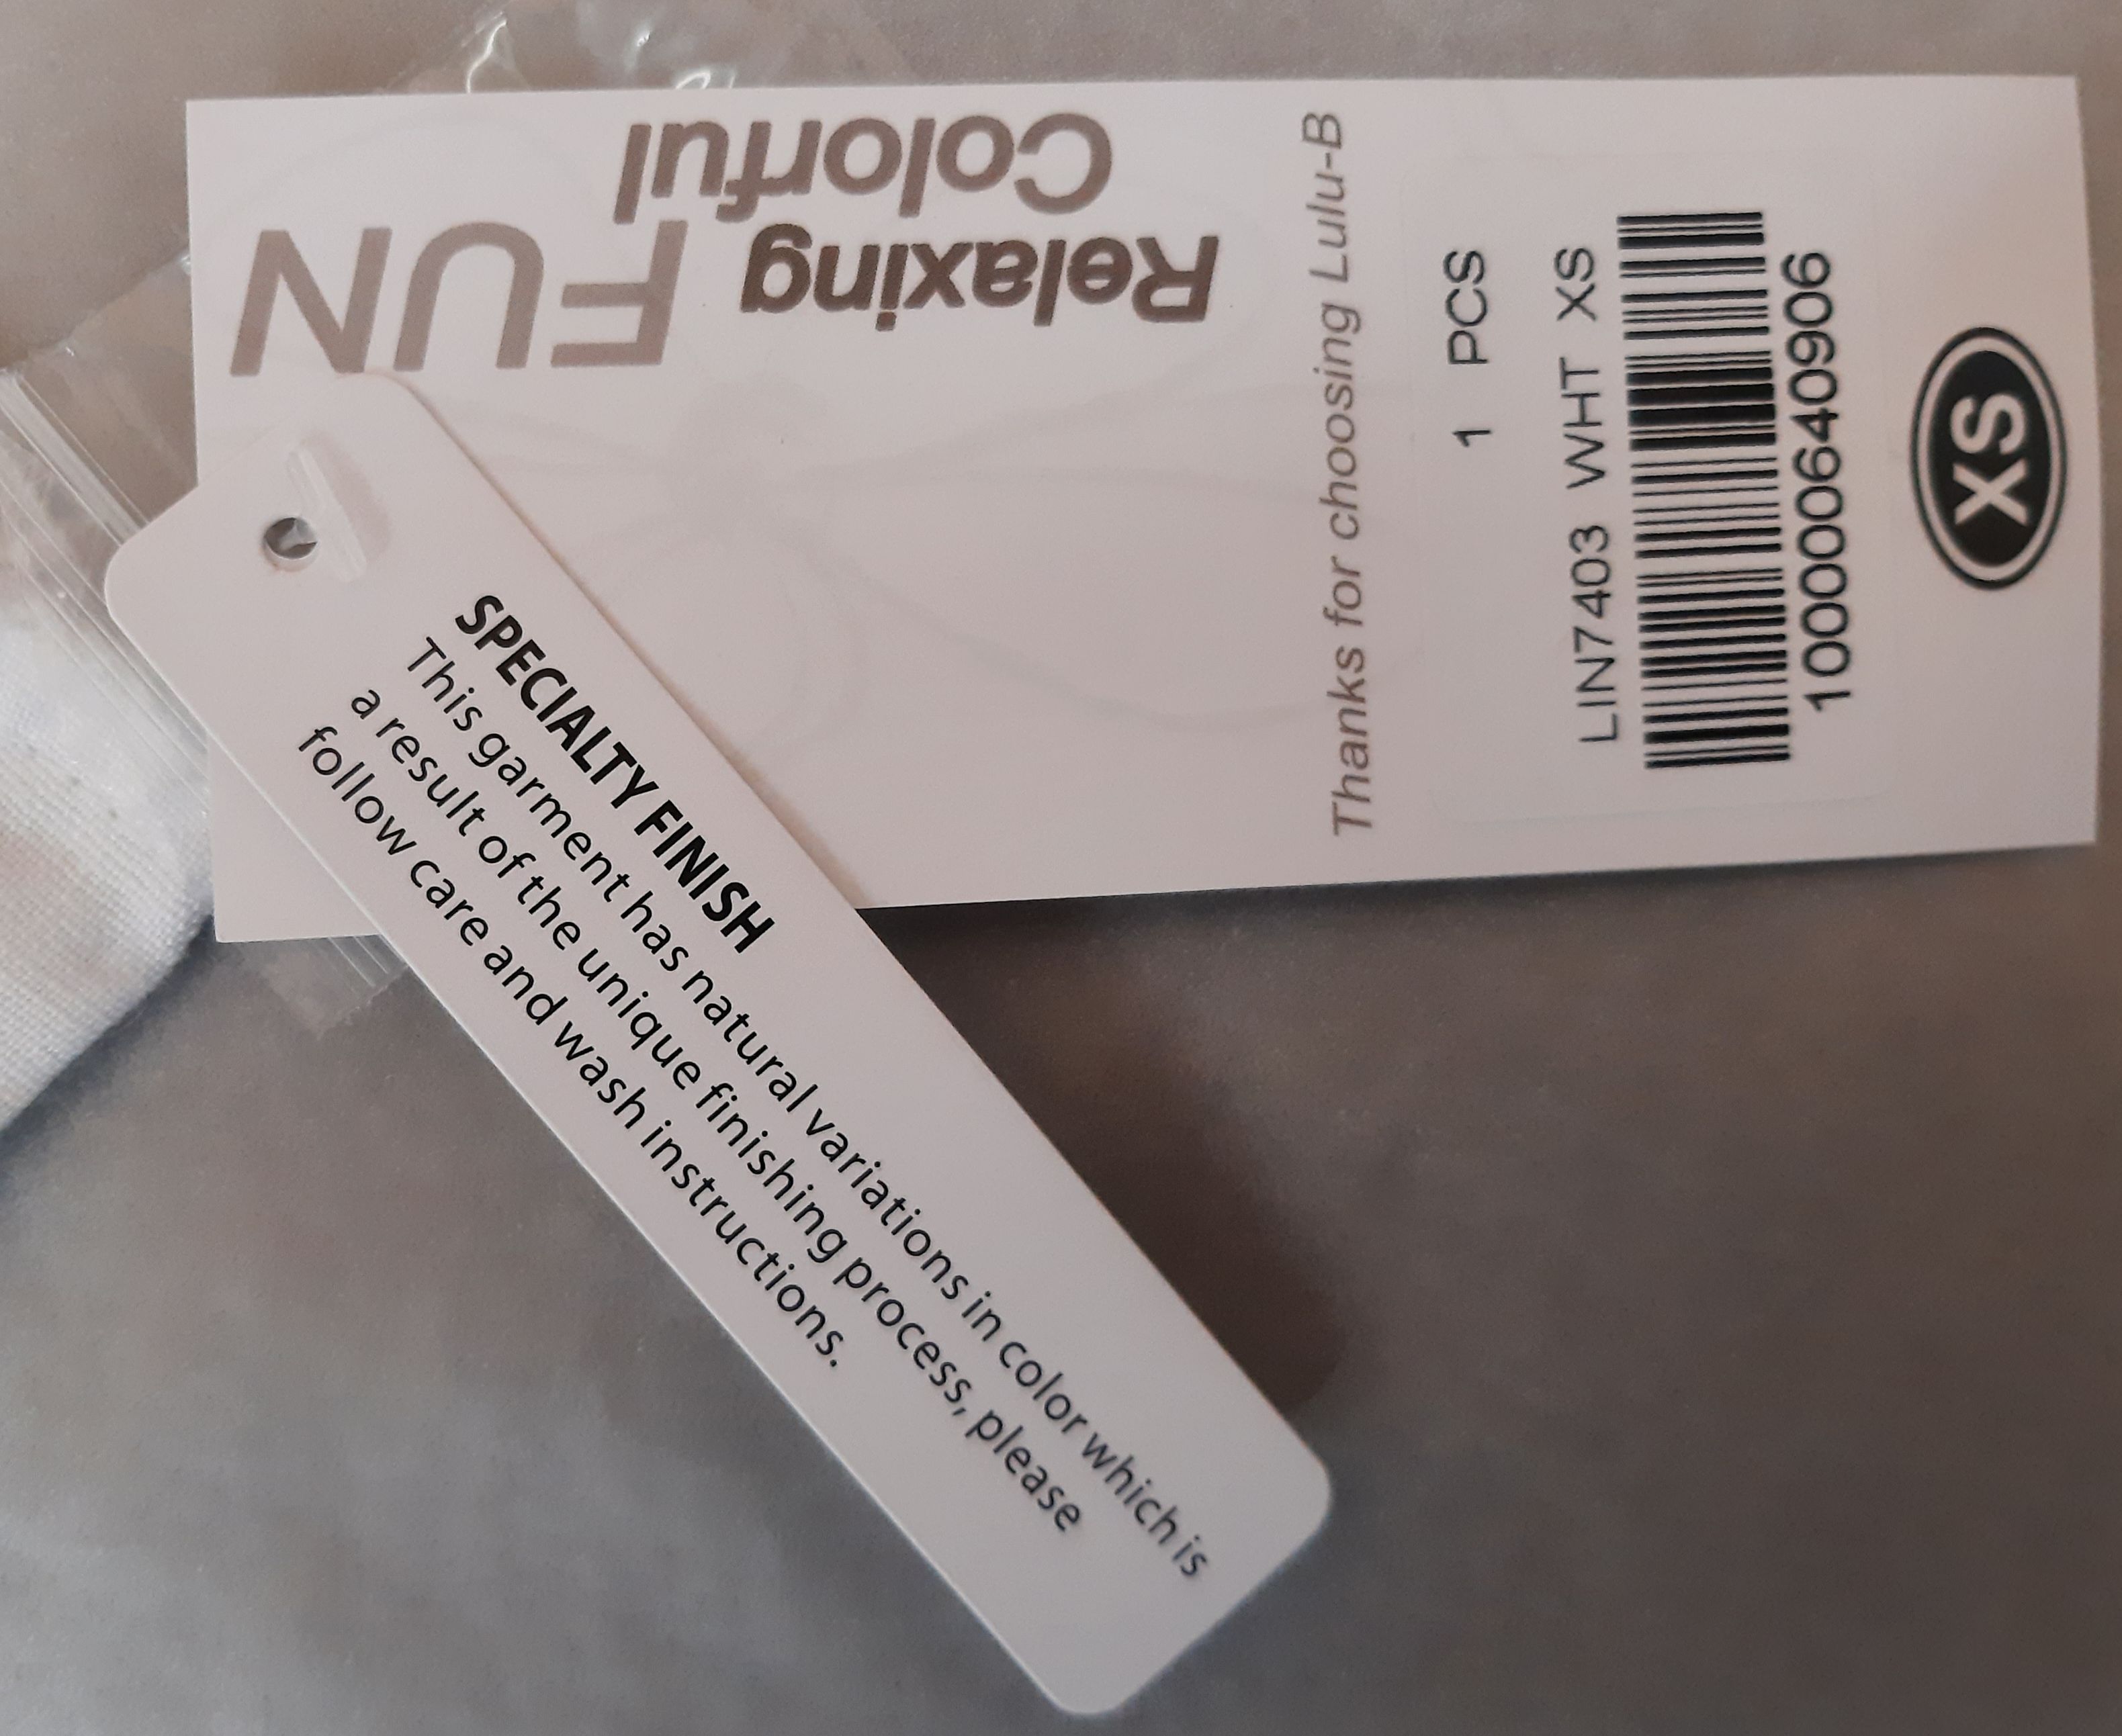 Relaxing
Colorful
FUN
Thanks for choosing Lulu-B
1 PCS
LIN7403 WHT XS
1000006640906
XS
SPECIALTY FINISH
This garment has natural variations in color which is
a result of the unique finishing process, please
follow care and wash instructions.